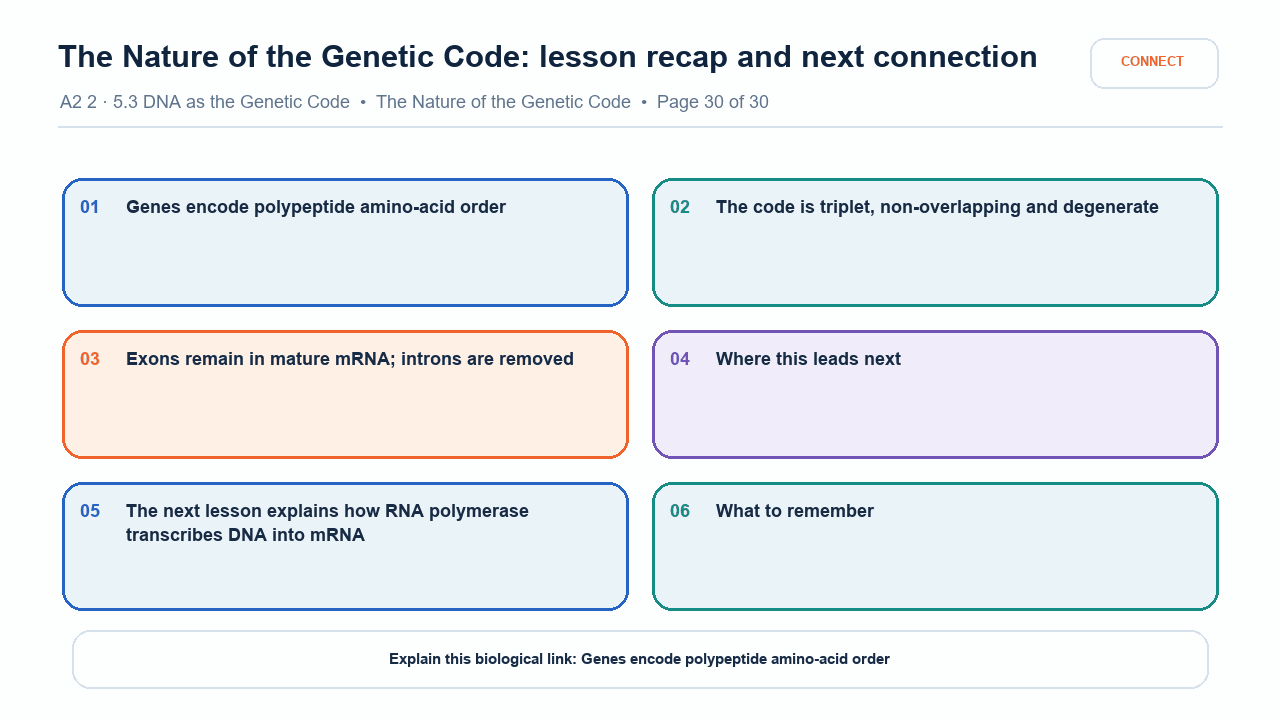 The Nature of the Genetic Code: lesson recap and next connection
CONNECT
A2 2 · 5.3 DNA as the Genetic Code • The Nature of the Genetic Code • Page 30 of 30
01 Genes encode polypeptide amino-acid order
02 The code is triplet, non-overlapping and degenerate
03 Exons remain in mature mRNA; introns are removed
04 Where this leads next
05 The next lesson explains how RNA polymerase
transcribes DNA into mRNA
06 What to remember
Explain this biological link: Genes encode polypeptide amino-acid order